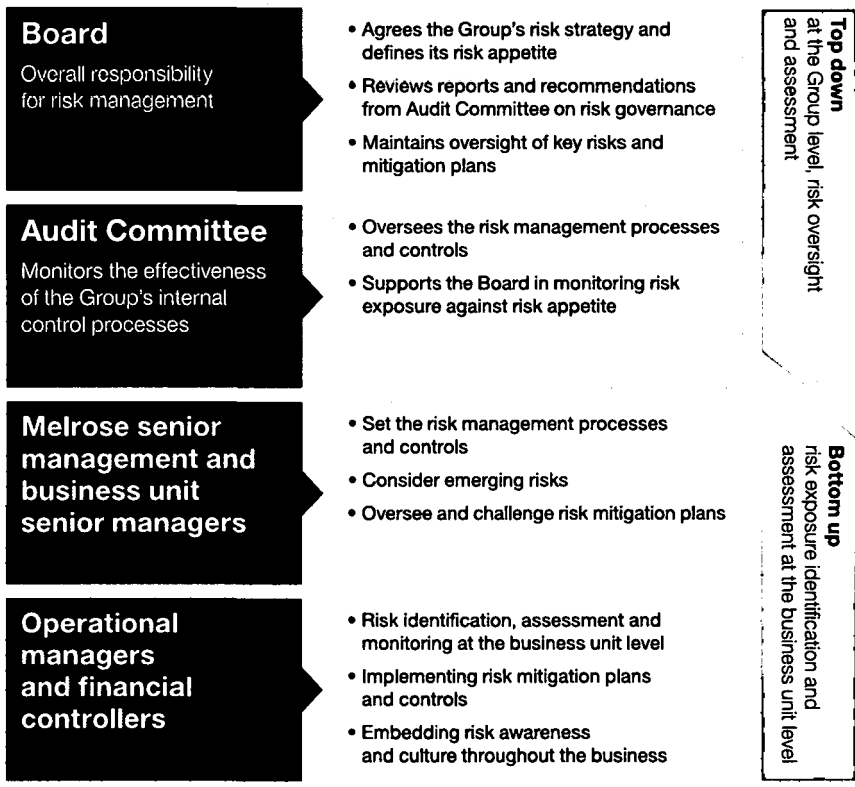 Board
Overall responsibility
for risk management
• Agrees the Group's risk strategy and
defines its risk appetite
• Reviews reports and recommendations
from Audit Committee on risk governance
• Maintains oversight of key risks and
mitigation plans
Audit Committee
Monitors the effectiveness
of the Group's internal
control processes
• Oversees the risk management processes
and controls
• Supports the Board in monitoring risk
exposure against risk appetite
Melrose senior
management and
business unit
senior managers
• Set the risk management processes
and controls
• Consider emerging risks
• Oversee and challenge risk mitigation plans
Operational
managers
and financial
controllers
• Risk identification, assessment and
monitoring at the business unit level
• Implementing risk mitigation plans
and controls
• Embedding risk awareness
and culture throughout the business
Top down
at the Group level, risk oversight
and assessment
Bottom up
risk exposure identification and
assessment at the business unit level